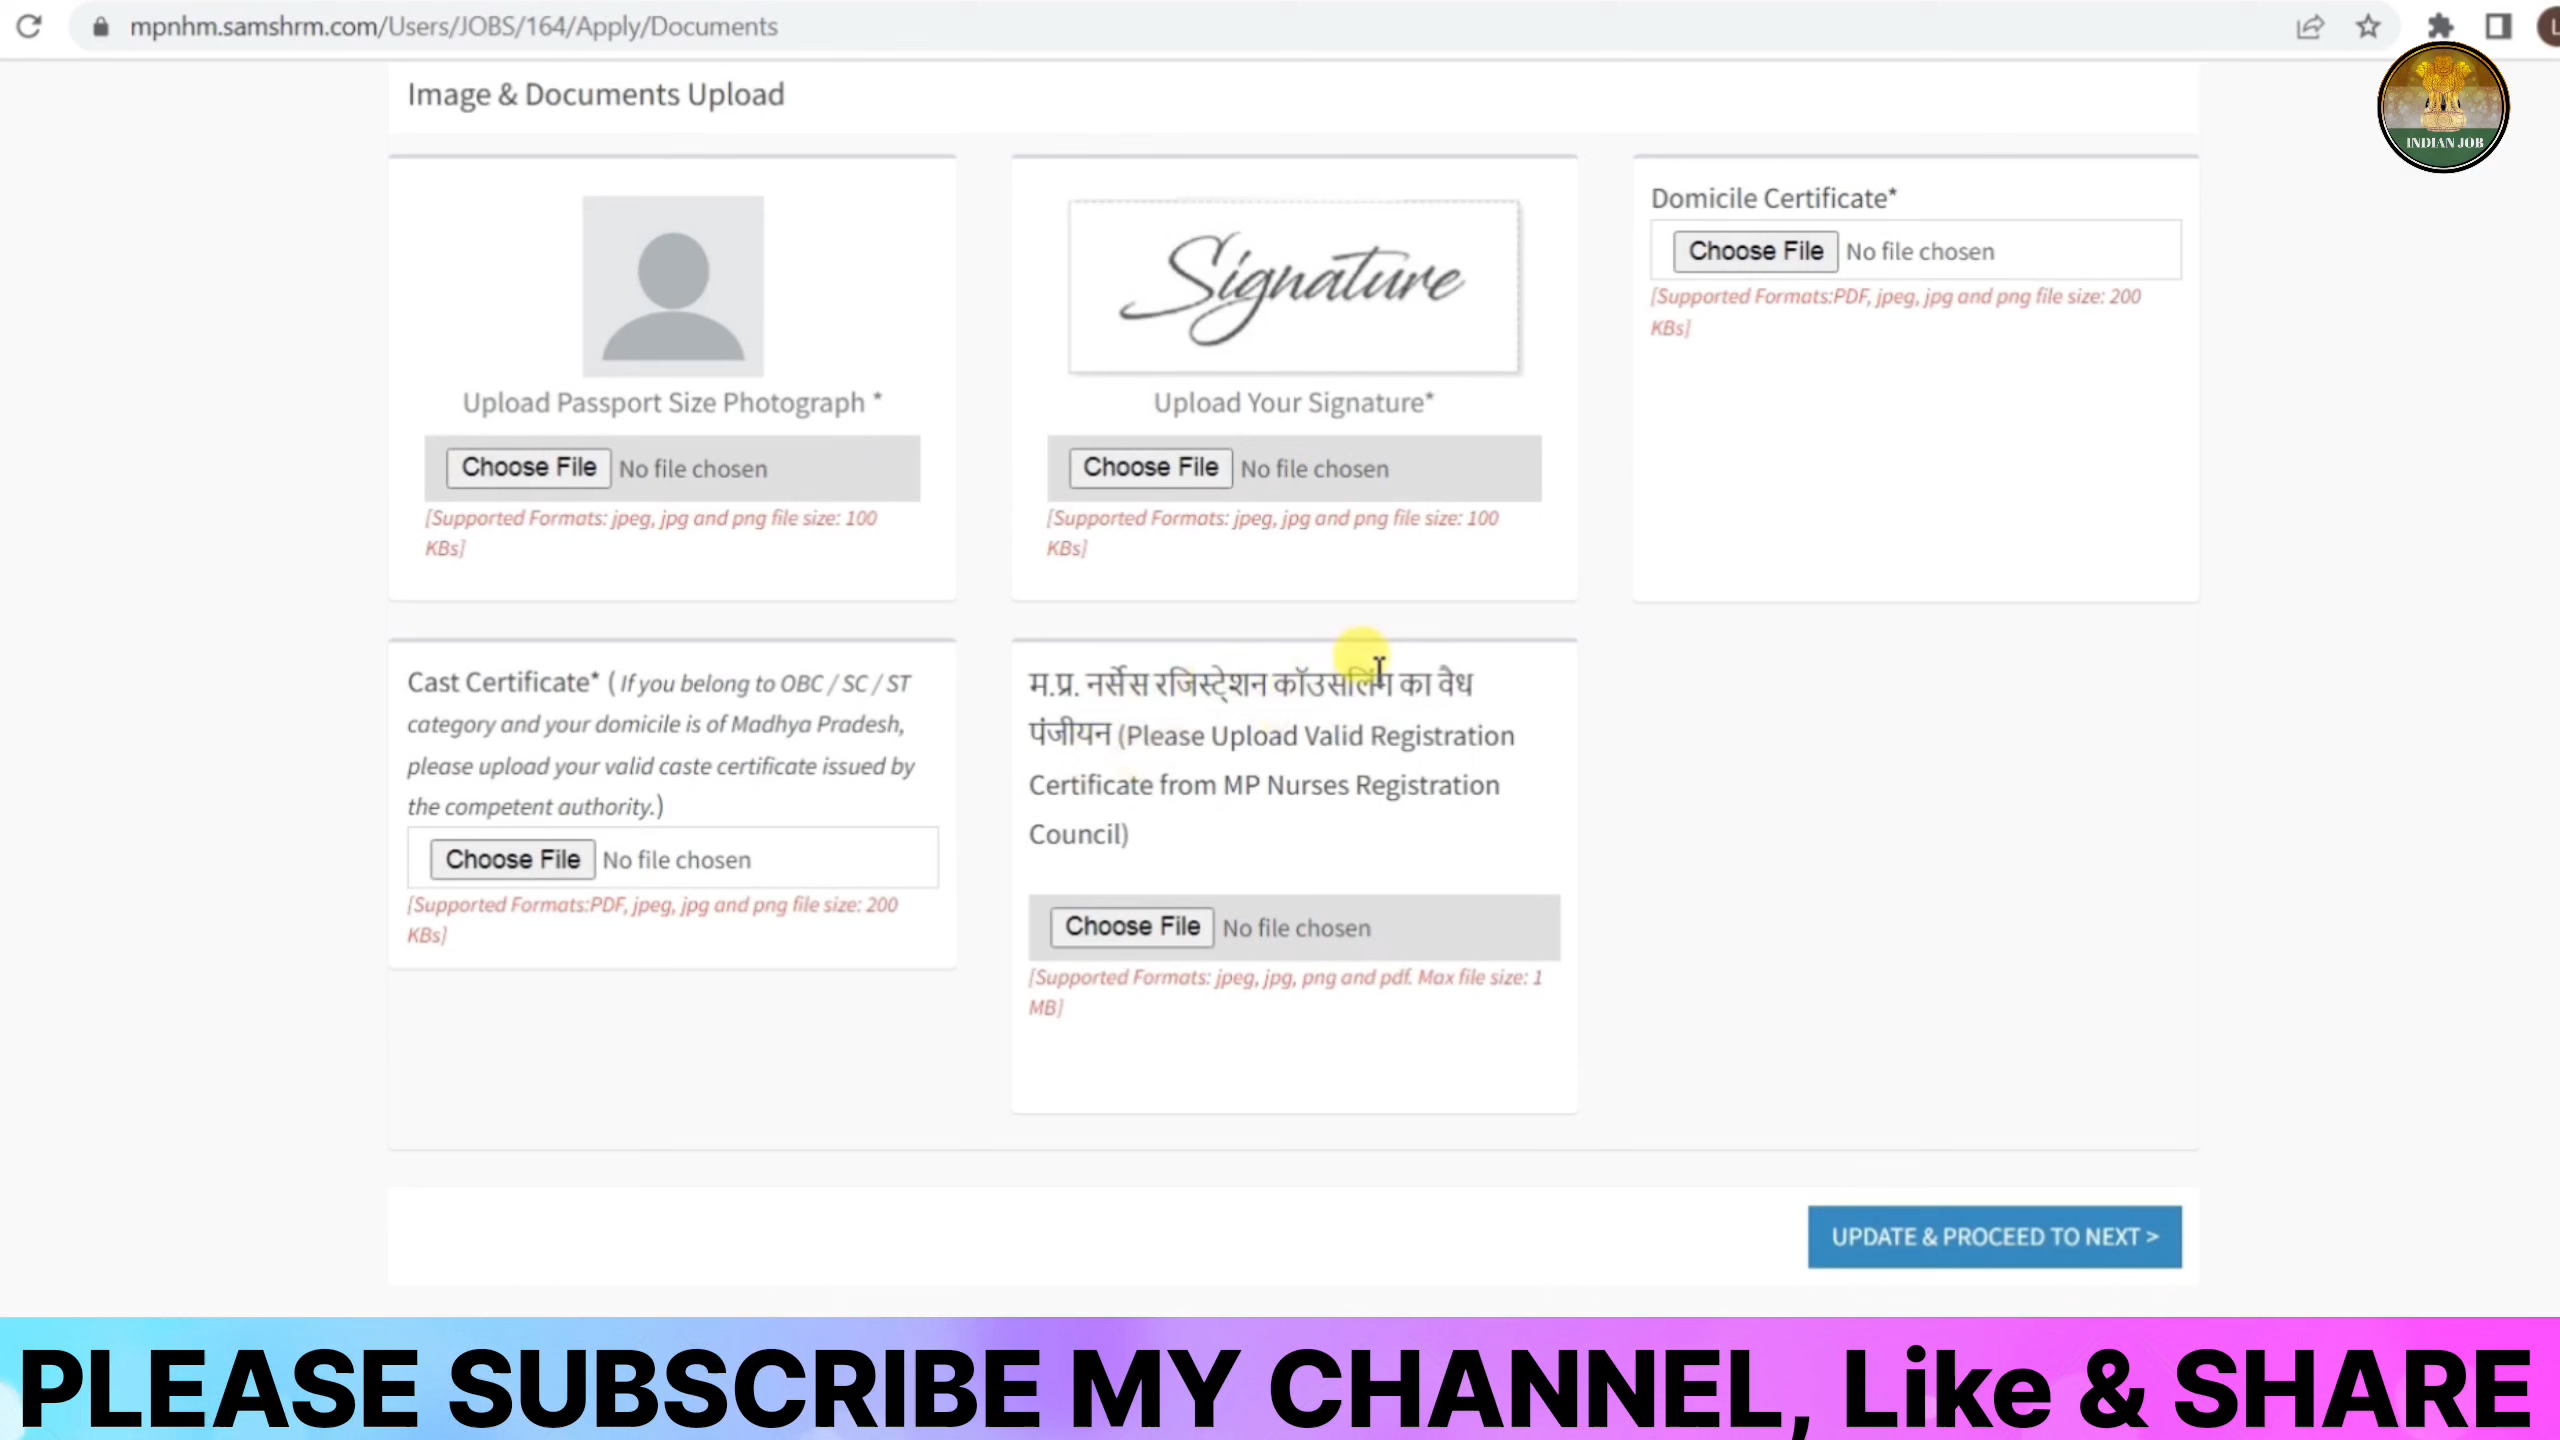 mpnhm.samshrm.com/Users/JOBS/164/Apply/Documents
L
INDIAN JOB
Image & Documents Upload
Signature
Upload Passport Size Photograph *
Choose File No file chosen
[Supported Formats: jpeg, jpg and png file size: 100
KBs]
Upload Your Signature*
Choose File No file chosen
[Supported Formats: jpeg, jpg and png file size: 100
KBs]
Domicile Certificate*
Choose File No file chosen
[Supported Formats:PDF, jpeg, jpg and png file size: 200
KBs]
Cast Certificate* ( If you belong to OBC / SC / ST
category and your domicile is of Madhya Pradesh,
please upload your valid caste certificate issued by
the competent authority.)
Choose File No file chosen
[Supported Formats:PDF, jpeg, jpg and png file size: 200
KBs]
म.प्र. नर्सेस रजिस्टे्शन कॉउसलिंग का वैध
पंजीयन (Please Upload Valid Registration
Certificate from MP Nurses Registration
Council)
Choose File No file chosen
[Supported Formats: jpeg, jpg, png and pdf. Max file size: 1
MB]
UPDATE & PROCEED TO NEXT >
PLEASE SUBSCRIBE MY CHANNEL, Like & SHARE